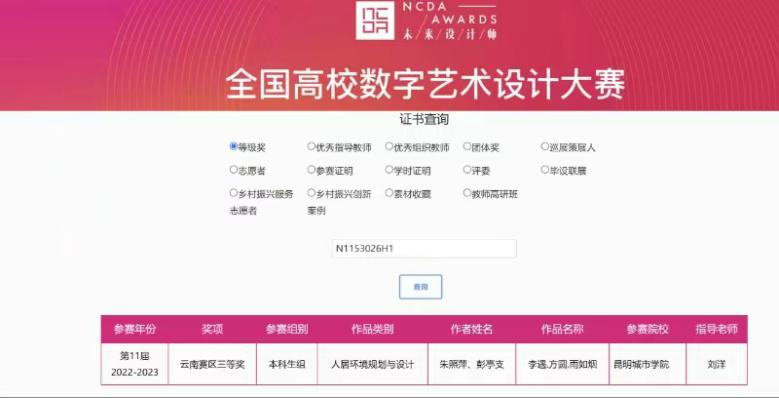 NCDA
NCDA
AWARDS
未来设计师
全国高校数字艺术设计大赛
证书查询
等级奖 优秀指导教师 优秀组织教师 团体奖 巡展策展人
志愿者 参赛证明 学时证明 评委 毕设联展
乡村振兴服务 乡村振兴创新 素材收藏 教师高研班
志愿者 案例
N1153026H1
查询
参赛年份 奖项 参赛组别 作品类别 作者姓名 作品名称 参赛院校 指导老师
第11届
2022-2023 云南赛区三等奖 本科生组 人居环境规划与设计 朱照萍、彭亭支 李遇.方圆.雨如烟 昆明城市学院 刘洋